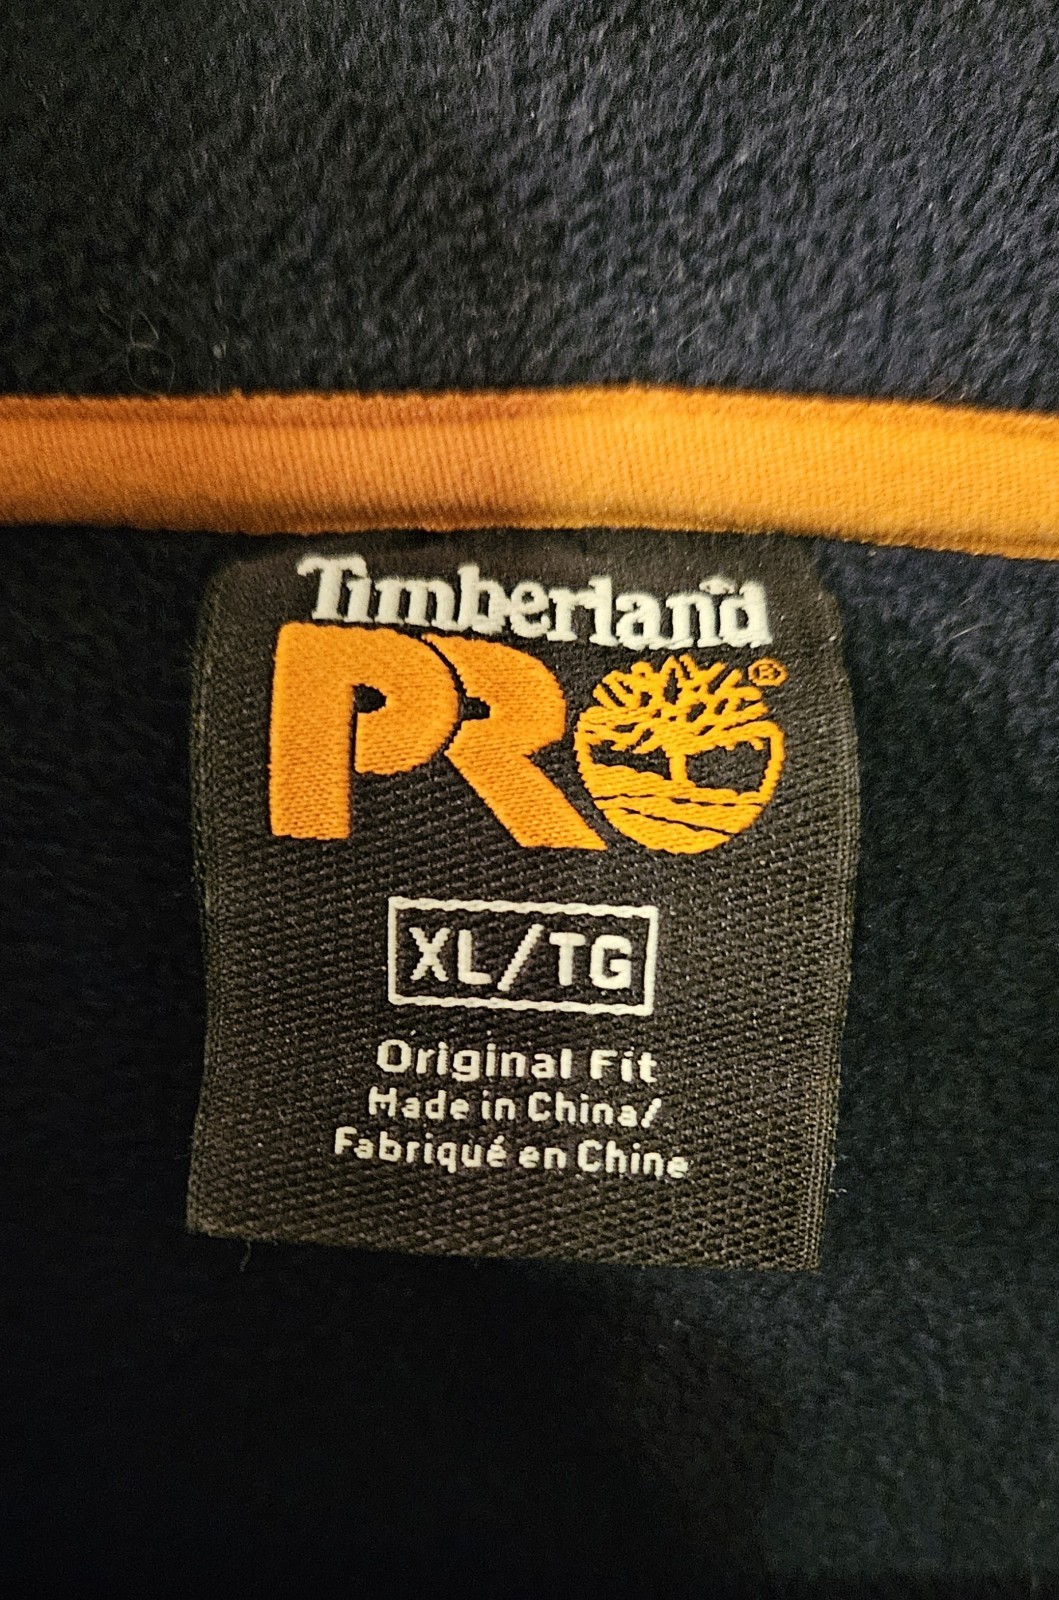 Timberland
PRO ®
XL/TG
Original Fit
Made in China/
Fabriqué en Chine